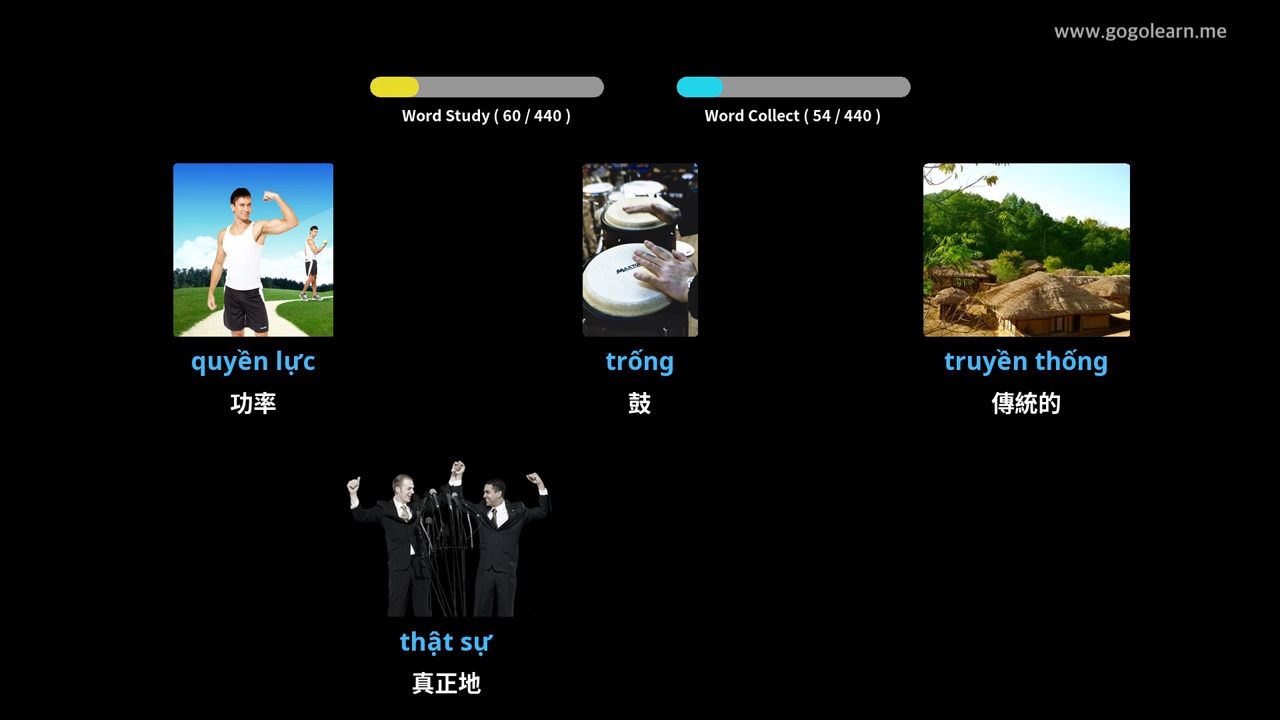 www.gogolearn.me
Word Study ( 60 / 440 )
Word Collect ( 54 / 440 )
quyền lực
trống
truyền thống
功率
鼓
傳統的
thật sự
真正地